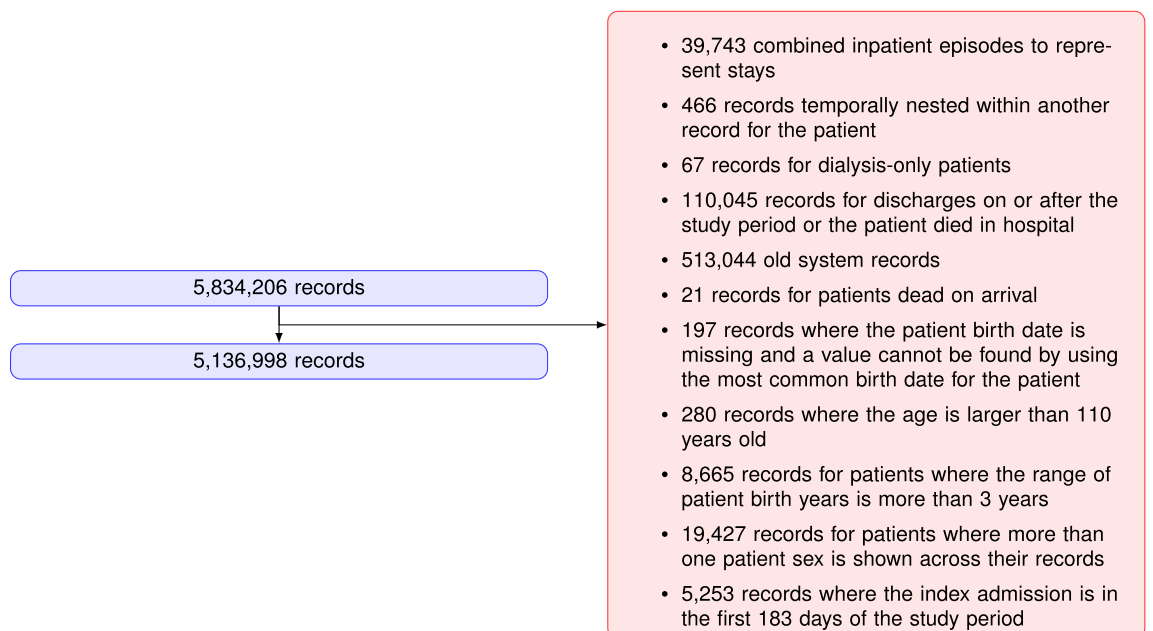 5,834,206 records
5,136,998 records
• 39,743 combined inpatient episodes to repre-
sent stays
• 466 records temporally nested within another
record for the patient
• 67 records for dialysis-only patients
• 110,045 records for discharges on or after the
study period or the patient died in hospital
• 513,044 old system records
• 21 records for patients dead on arrival
• 197 records where the patient birth date is
missing and a value cannot be found by using
the most common birth date for the patient
• 280 records where the age is larger than 110
years old
• 8,665 records for patients where the range of
patient birth years is more than 3 years
• 19,427 records for patients where more than
one patient sex is shown across their records
• 5,253 records where the index admission is in
the first 183 days of the study period